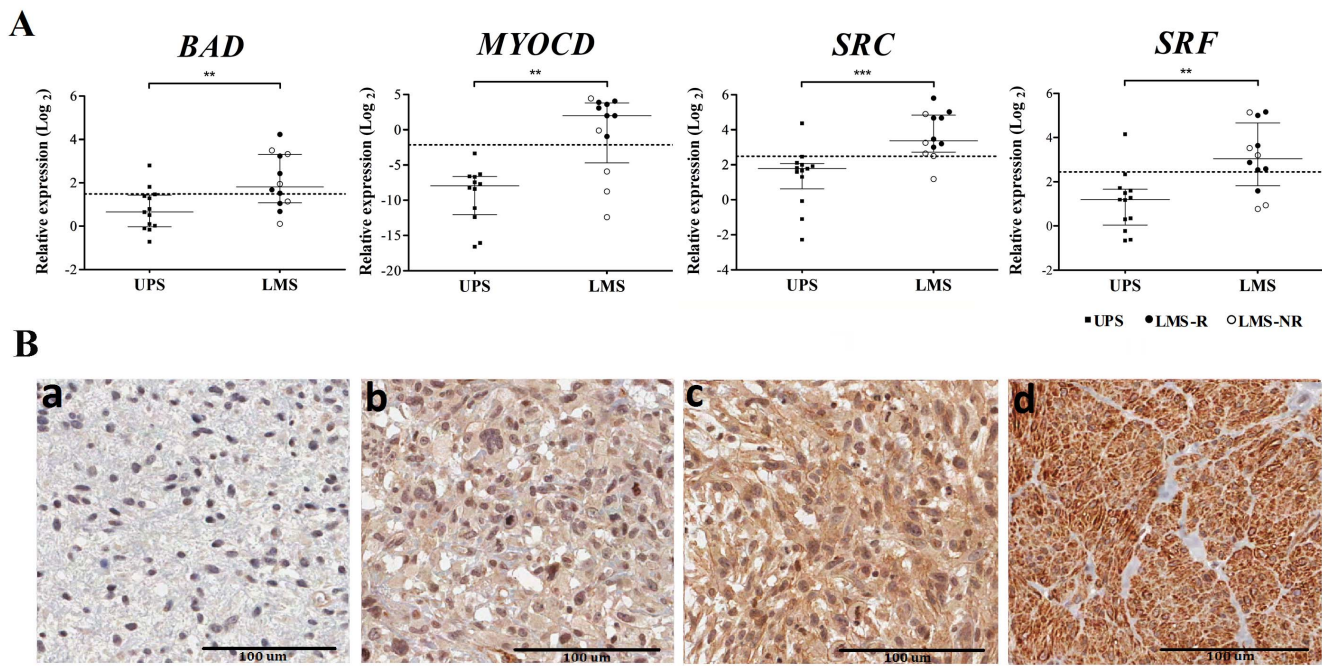 A
BAD
MYOCD
SRC
SRF
**
**
***
**
Relative expression (Log 2)
6
4
2
0
-2
UPS
LMS
Relative expression (Log 2)
5
0
-5
-10
-15
-20
UPS
LMS
Relative expression (Log 2)
6
4
2
0
-2
-4
UPS
LMS
Relative expression (Log 2)
6
4
2
0
-2
UPS
LMS
UPS LMS-R LMS-NR
B
a
b
c
d
100 um
100 um
100 um
100 um